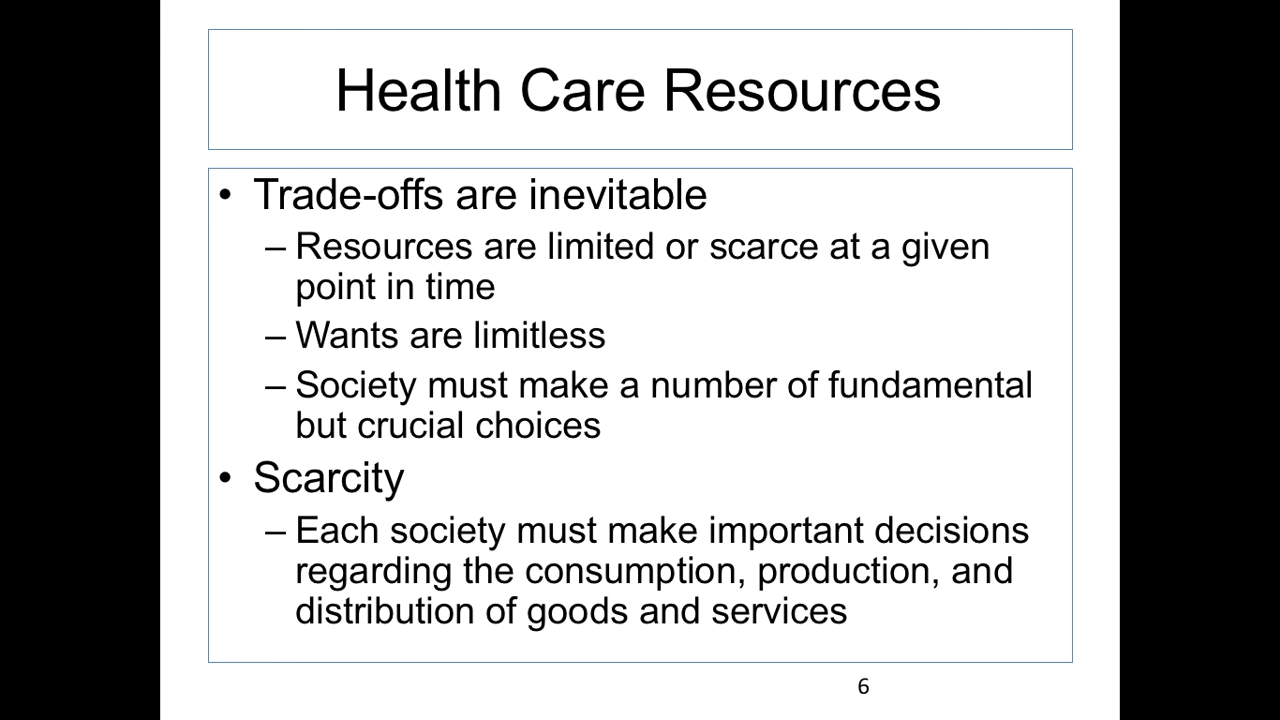 Health Care Resources
• Trade-offs are inevitable
– Resources are limited or scarce at a given
point in time
– Wants are limitless
– Society must make a number of fundamental
but crucial choices
• Scarcity
– Each society must make important decisions
regarding the consumption, production, and
distribution of goods and services
6